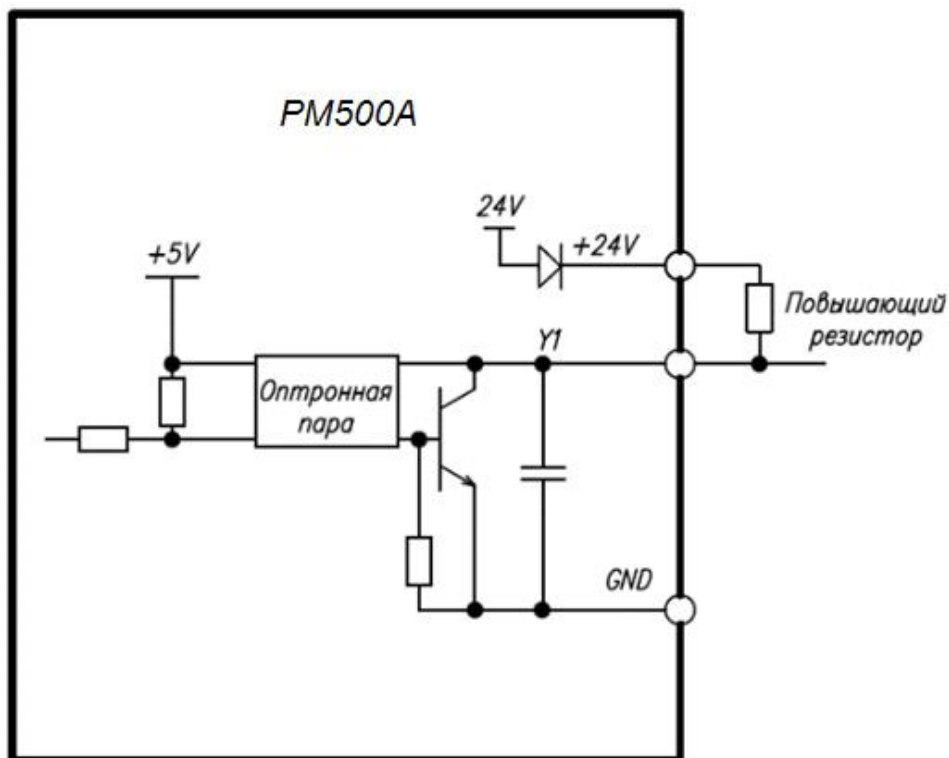 PM500A
24V
+24V
+5V
Повышающий
резистор
Y1
Оптронная
пара
GND